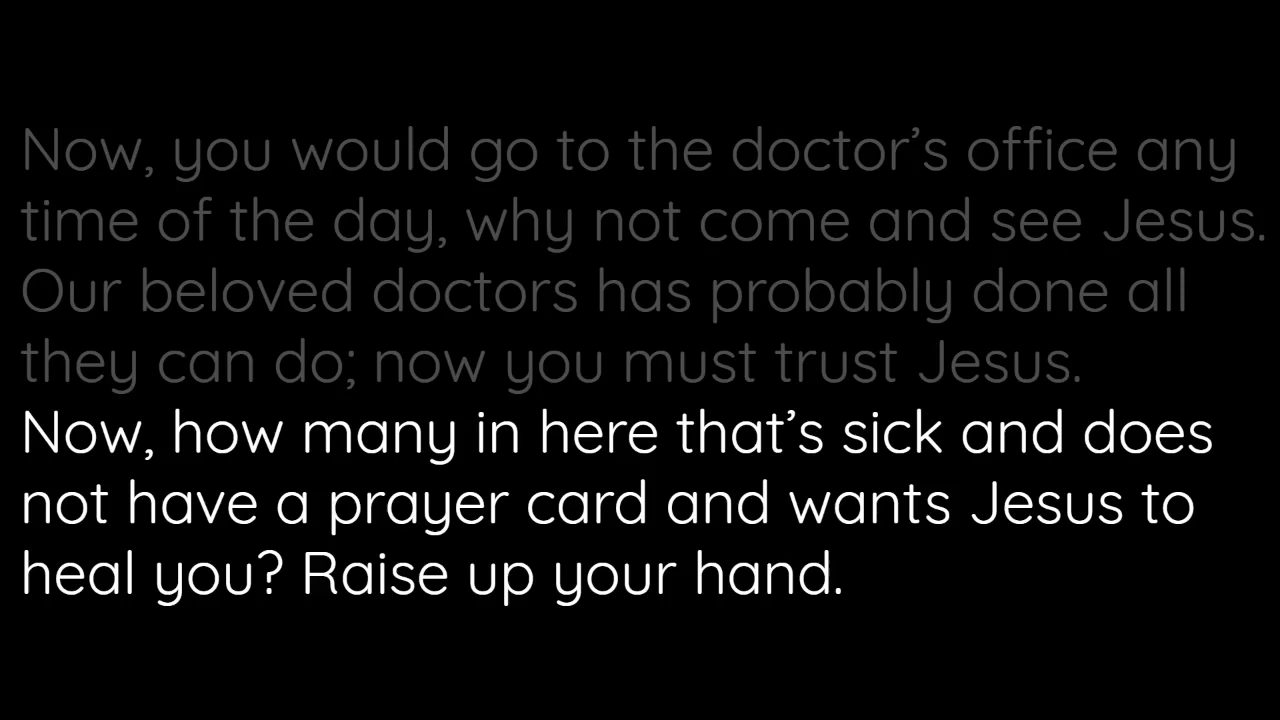 Now, you would go to the doctor’s office any
time of the day, why not come and see Jesus.
Our beloved doctors has probably done all
they can do; now you must trust Jesus.
Now, how many in here that’s sick and does
not have a prayer card and wants Jesus to
heal you? Raise up your hand.